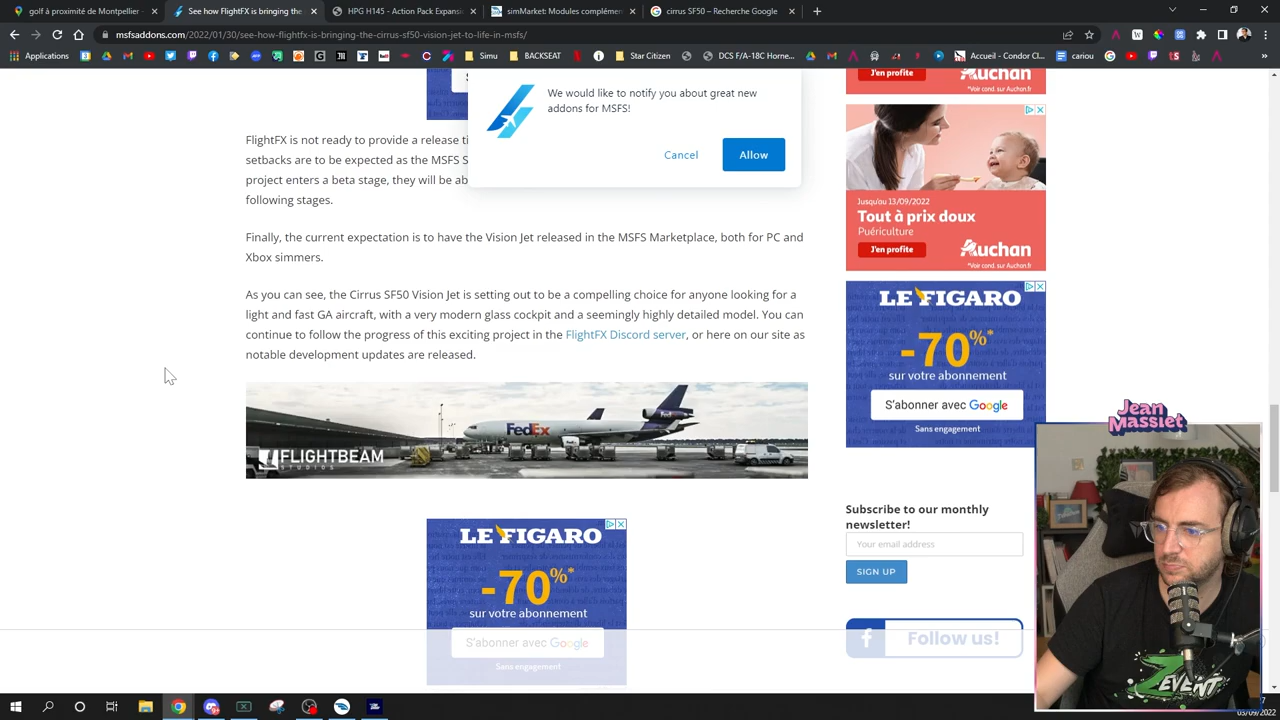 golf à proximité de Montpellier
See how FlightFX is bringing the
HPG H145 - Action Pack Extensi
simMarket: Modules complément
cirrus SF50 – Recherche Google
msfsaddons.com/2022/01/30/see-how-flightfx-is-bringing-the-cirrus-sf50-vision-jet-to-life-in-msfs/
Applications
Simu
BACKSEAT
Star Citizen
DCS F/A-18C Horne...
Accueil - Condor Cl...
cariou
Life
We would like to notify you about great new
addons for MSFS!
Cancel
Allow
FlightFX is not ready to provide a release ti
setbacks are to be expected as the MSFS S
project enters a beta stage, they will be ab
following stages.
Finally, the current expectation is to have the Vision Jet released in the MSFS Marketplace, both for PC and
Xbox simmers.
As you can see, the Cirrus SF50 Vision Jet is setting out to be a compelling choice for anyone looking for a
light and fast GA aircraft, with a very modern glass cockpit and a seemingly highly detailed model. You can
continue to follow the progress of this exciting project in the FlightFX Discord server, or here on our site as
notable development updates are released.
FedEx
FLIGHTBEAM
STUDIOS
LE FIGARO
-70%*
sur votre abonnement
S'abonner avec Google
Sans engagement
J'en profite
Auchan
*Voir cond. sur Auchan.fr
Jusqu'au 13/09/2022
Tout à prix doux
Puériculture
J'en profite
Auchan
*Voir cond. sur Auchan.fr
LE FIGARO
-70%*
sur votre abonnement
S'abonner avec Google
Sans engagement
Subscribe to our monthly
newsletter!
Your email address
SIGN UP
Follow us!
Jean
Massiet
ZEVENT
03/09/2022